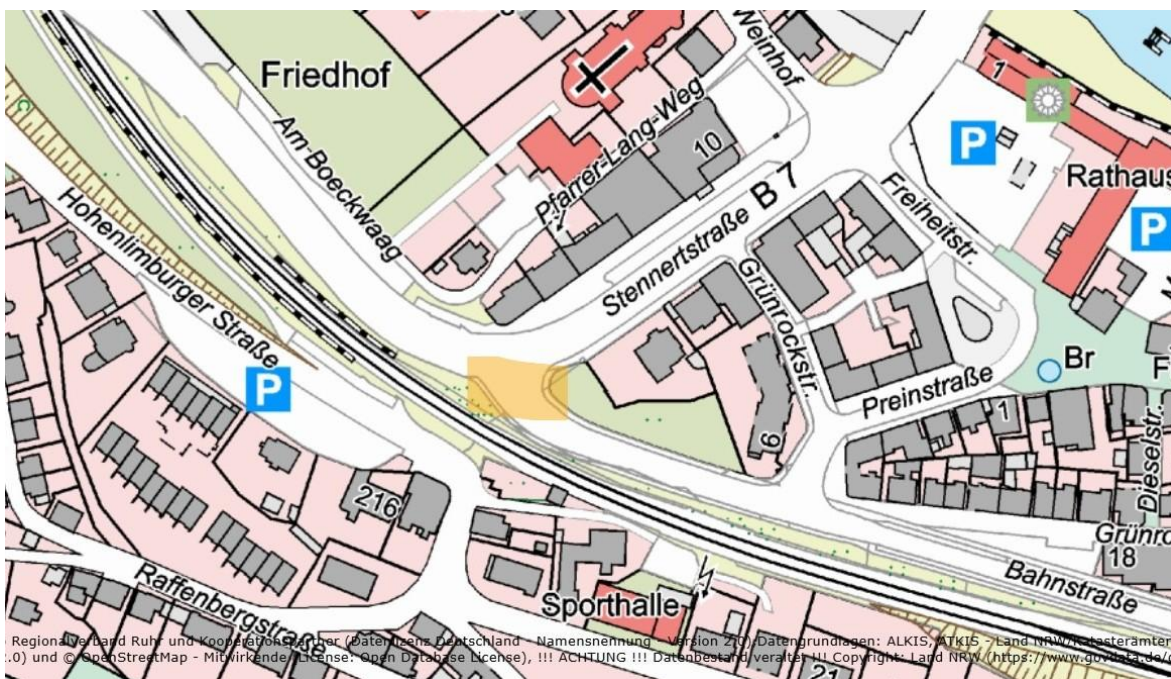 Weinhof
Friedhof
1
P
Am-Boeckwaag
Pfarrer-Lang-Weg
10
Rathaus
P
Hohenlimburger Straße
Stennertstraße B 7
Freiheitstr.
Grünrockstr.
P
Br
Preinstraße
1
6
Dieselstr.
216
Grünro
18
Bahnstraße
Raffenbergstraße
Sporthalle
21
Regionalverband Ruhr und Kooperationspartner (Datenlizenz Deutschland - Namensnennung - Version 2.0) Datengrundlagen: ALKIS, ATKIS - Land NRW/Katasterämter
.0) und © OpenStreetMap - Mitwirkende (License: Open Database License), !!! ACHTUNG !!! Datenbestand veraltet !!! Copyright: Land NRW (https://www.govdata.de/